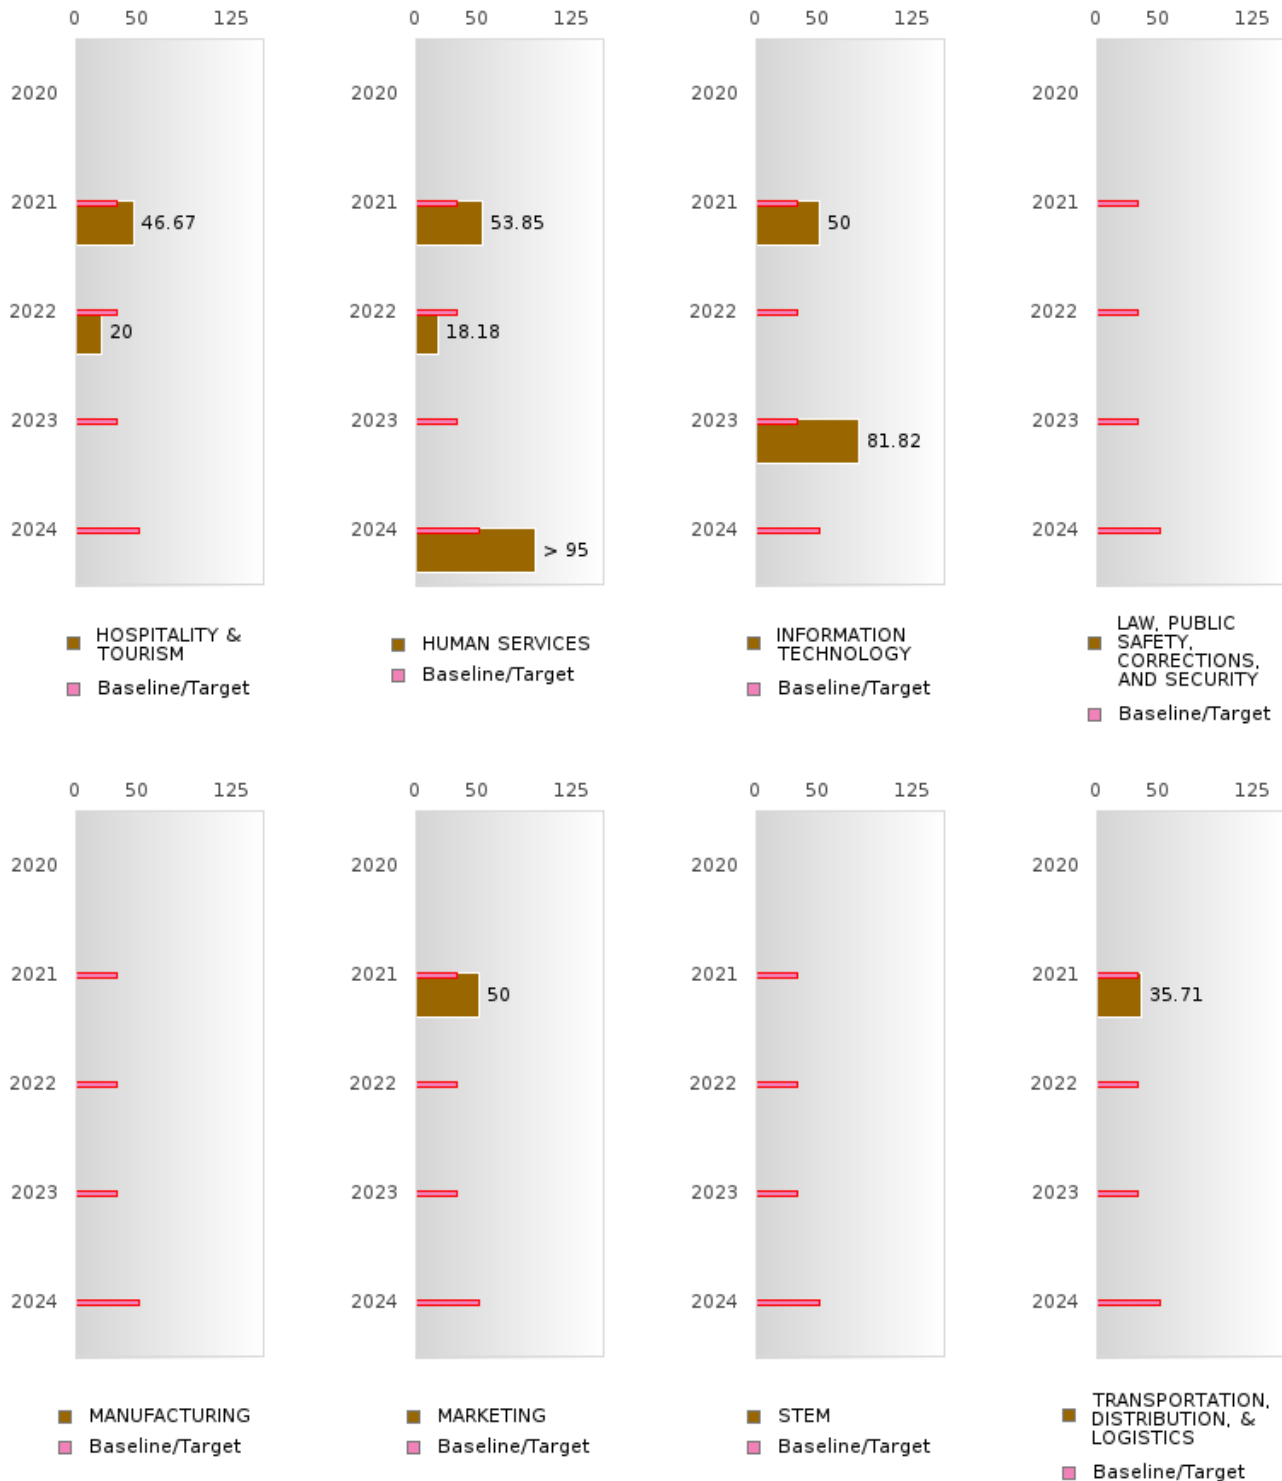 0 50 125 0 50 125 0 50 125 0 50 125
2020 2020 2020 2020
2021 46.67 2021 53.85 2021 50 2021
2022 20 2022 18.18 2022 2022
2023 2023 2023 81.82 2023
2024 2024 > 95 2024 2024
HOSPITALITY &
TOURISM
Baseline/Target
HUMAN SERVICES
Baseline/Target
INFORMATION
TECHNOLOGY
Baseline/Target
LAW, PUBLIC
SAFETY,
CORRECTIONS,
AND SECURITY
Baseline/Target
0 50 125 0 50 125 0 50 125 0 50 125
2020 2020 2020 2020
2021 2021 50 2021 2021 35.71
2022 2022 2022 2022
2023 2023 2023 2023
2024 2024 2024 2024
MANUFACTURING
Baseline/Target
MARKETING
Baseline/Target
STEM
Baseline/Target
TRANSPORTATION,
DISTRIBUTION, &
LOGISTICS
Baseline/Target